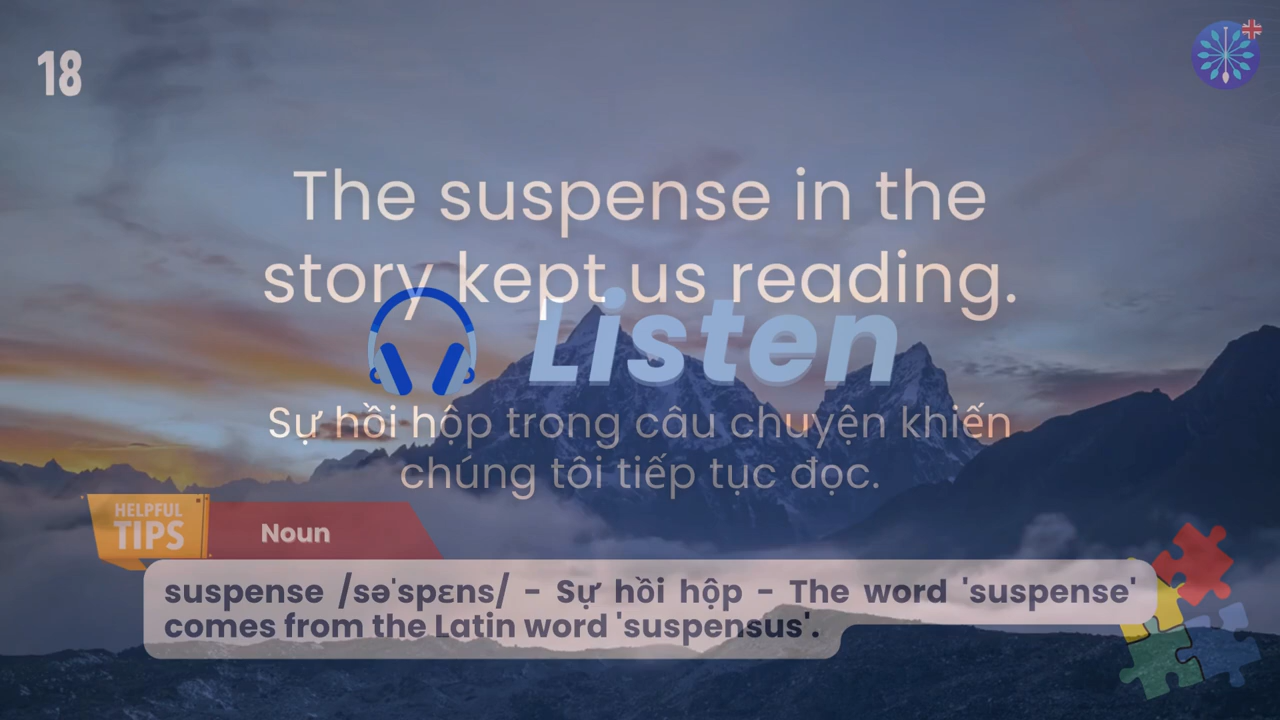 18
The suspense in the
story kept us reading.
Listen
Sự hồi hộp trong câu chuyện khiến
chúng tôi tiếp tục đọc.
HELPFUL
TIPS
Noun
suspense /səˈspɛns/ - Sự hồi hộp - The word 'suspense'
comes from the Latin word 'suspensus'.